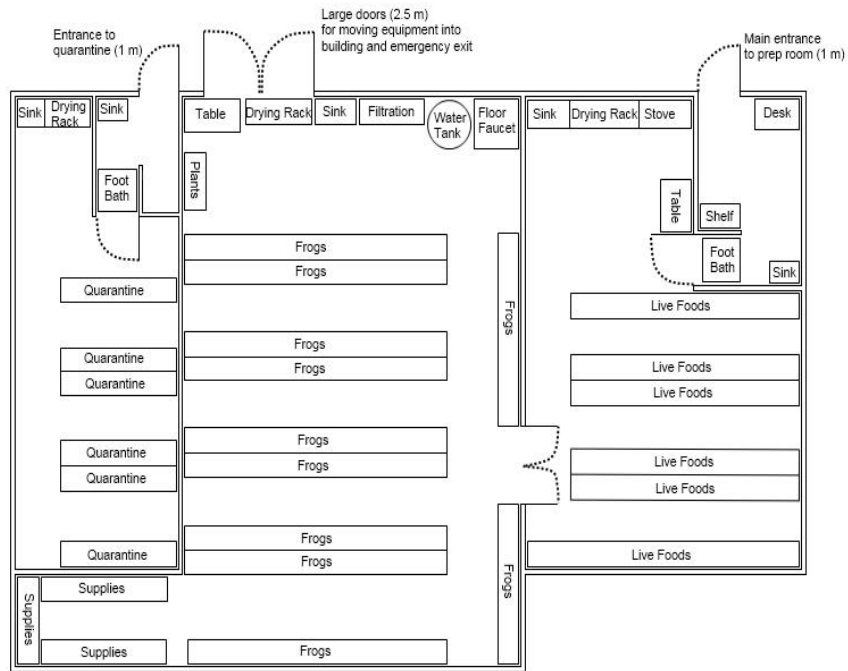 Entrance to
quarantine (1 m)
Large doors (2.5 m)
for moving equipment into
building and emergency exit
Main entrance
to prep room (1 m)
Sink
Drying
Rack
Sink
Table
Drying Rack
Sink
Filtration
Water
Tank
Floor
Faucet
Sink
Drying Rack
Stove
Desk
Foot
Bath
Plants
Table
Shelf
Foot
Bath
Sink
Quarantine
Quarantine
Quarantine
Quarantine
Quarantine
Quarantine
Frogs
Frogs
Frogs
Frogs
Frogs
Frogs
Frogs
Frogs
Frogs
Frogs
Frogs
Live Foods
Live Foods
Live Foods
Live Foods
Live Foods
Live Foods
Supplies
Supplies
Supplies